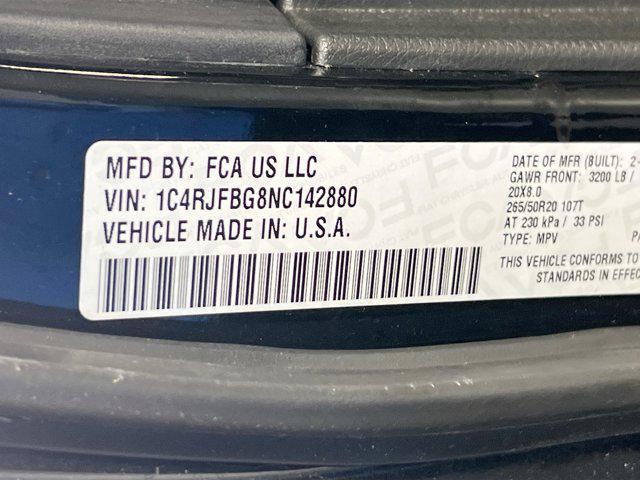 MFD BY: FCA US LLC
VIN: 1C4RJFBG8NC142880
VEHICLE MADE IN: U.S.A.
DATE OF MFR (BUILT): 2-
GAWR FRONT: 3200 LB /
20X8.0
265/50R20 107T
AT 230 kPa / 33 PSI
TYPE: MPV
THIS VEHICLE CONFORMS TO
STANDARDS IN EFFEC